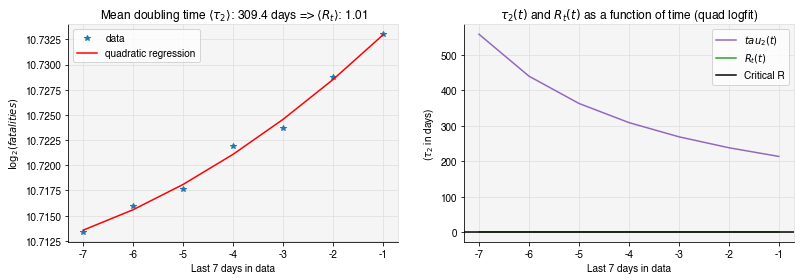 Mean doubling time ⟨τ₂⟩: 309.4 days => ⟨Rₜ⟩: 1.01
data
quadratic regression
10.7325
10.7300
10.7275
10.7250
10.7225
10.7200
10.7175
10.7150
10.7125
log₂(fatalities)
-7 -6 -5 -4 -3 -2 -1
Last 7 days in data
τ₂(t) and Rₜ(t) as a function of time (quad logfit)
tau₂(t)
Rₜ(t)
Critical R
500
400
300
200
100
0
(τ₂ in days)
-7 -6 -5 -4 -3 -2 -1
Last 7 days in data